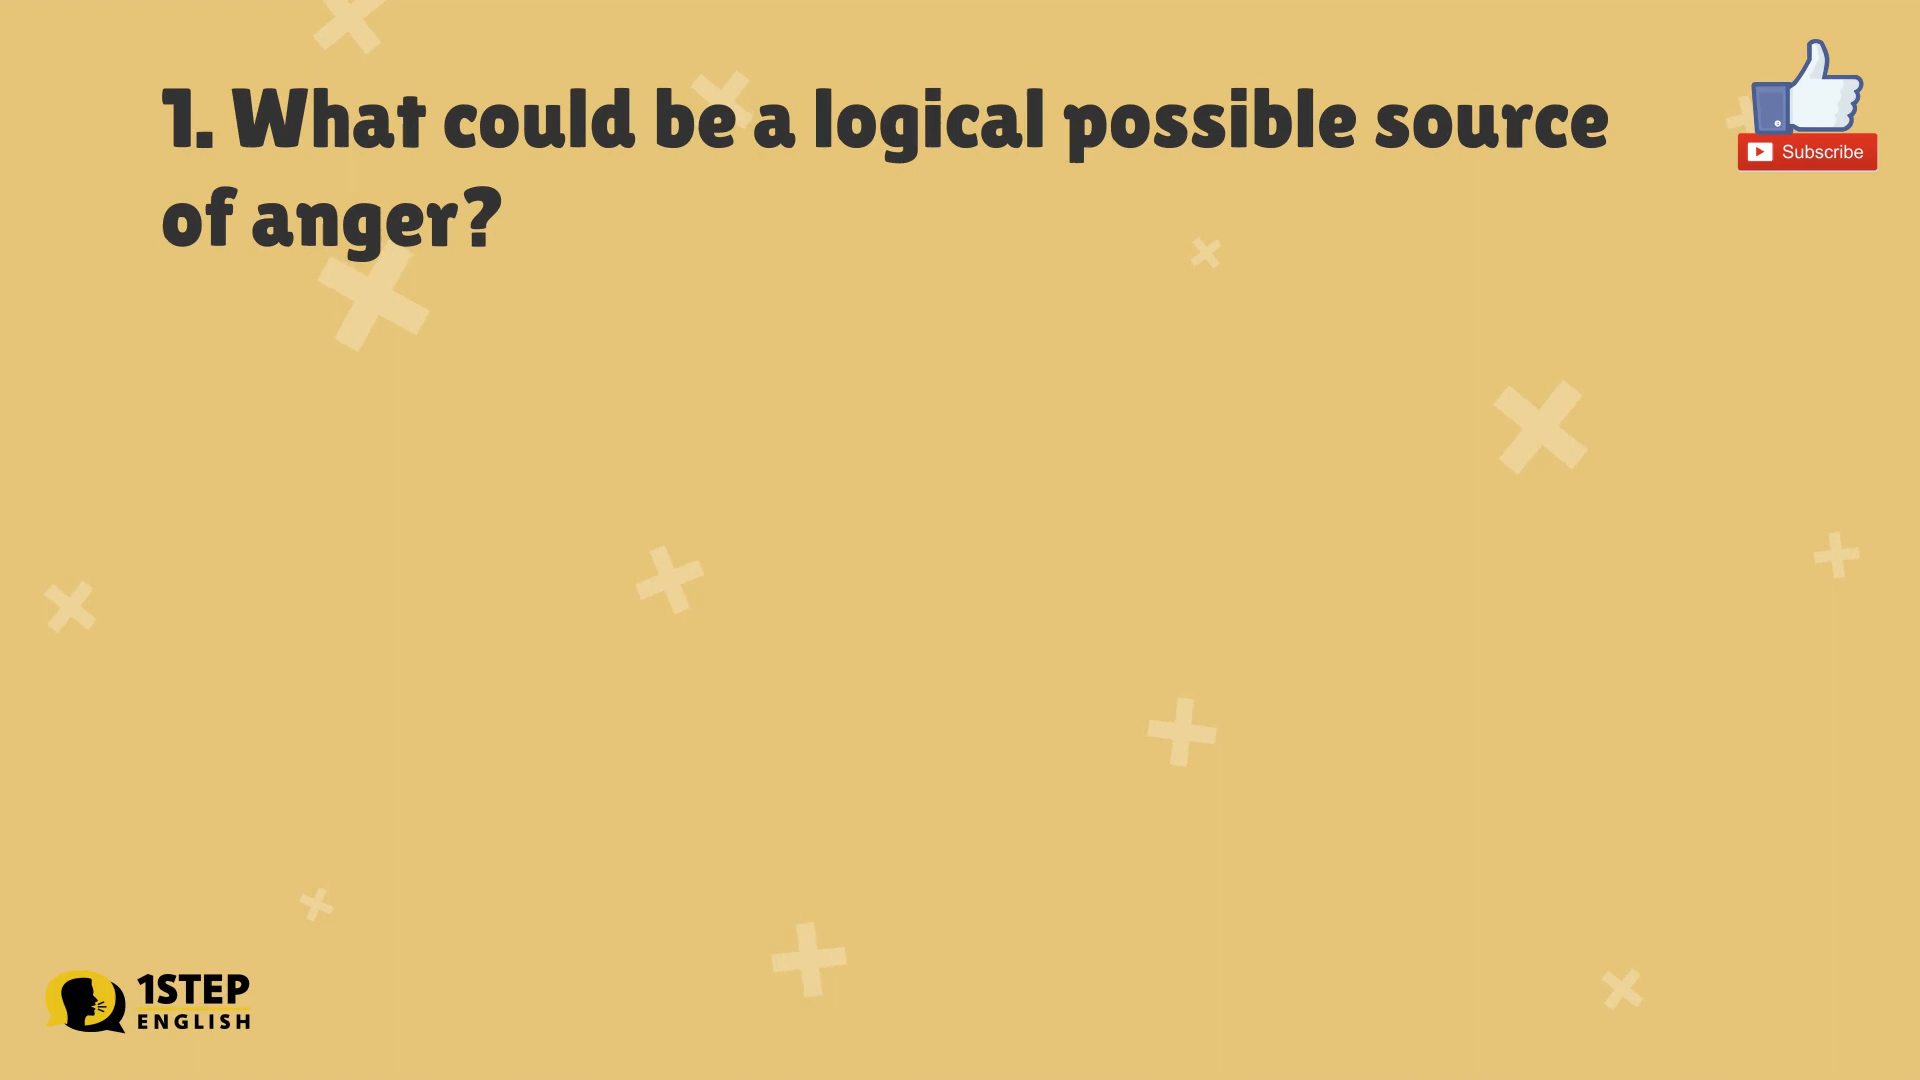 1. What could be a logical possible source
of anger?
Subscribe
1STEP
ENGLISH